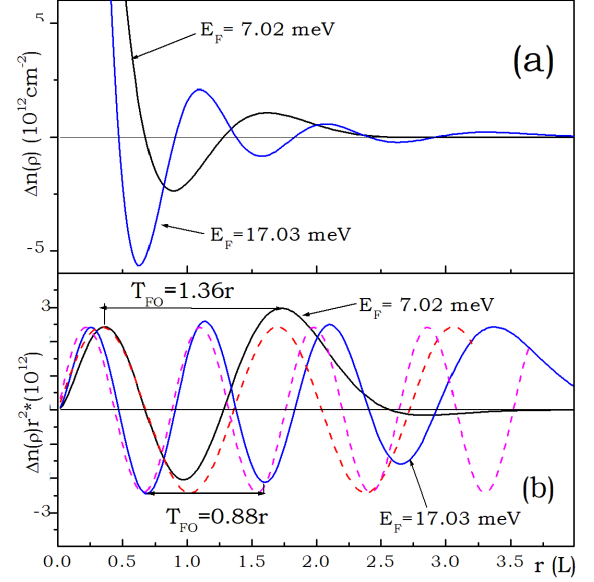 5
E_F= 7.02 meV
(a)
Δn(ρ) (10^12cm^-2)
E_F=17.03 meV
-5
T_FO=1.36r
3
E_F= 7.02 meV
Δn(ρ)r^2*(10^12)
0
(b)
-3
T_FO=0.88r
E_F=17.03 meV
0.0 0.5 1.0 1.5 2.0 2.5 3.0 3.5 r (L)